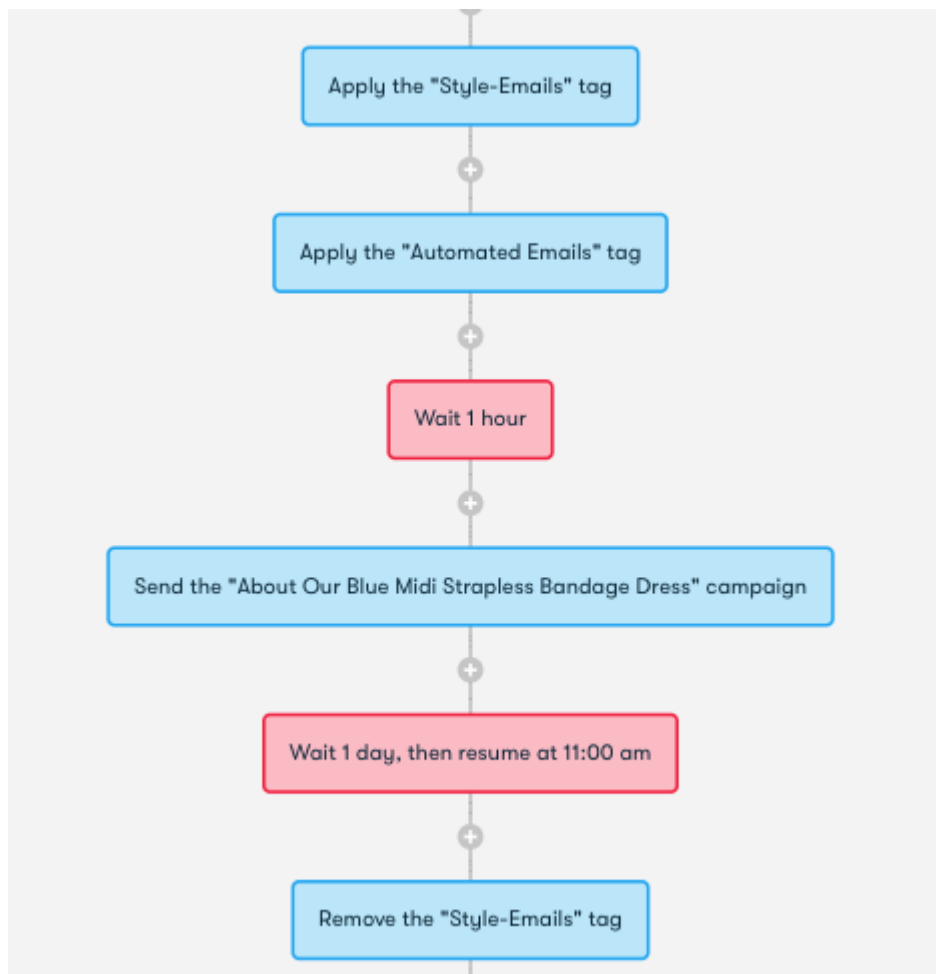 Apply the "Style-Emails" tag
Apply the "Automated Emails" tag
Wait 1 hour
Send the "About Our Blue Midi Strapless Bandage Dress" campaign
Wait 1 day, then resume at 11:00 am
Remove the "Style-Emails" tag